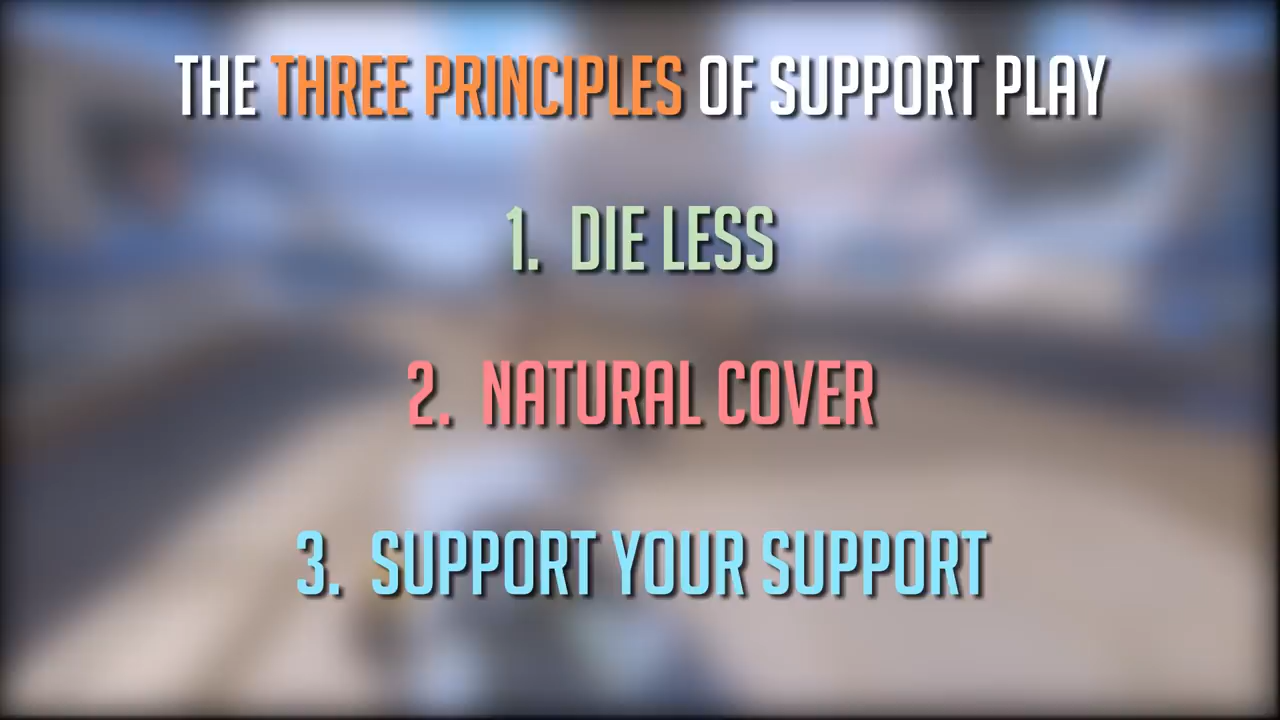 THE THREE PRINCIPLES OF SUPPORT PLAY
1. DIE LESS
2. NATURAL COVER
3. SUPPORT YOUR SUPPORT